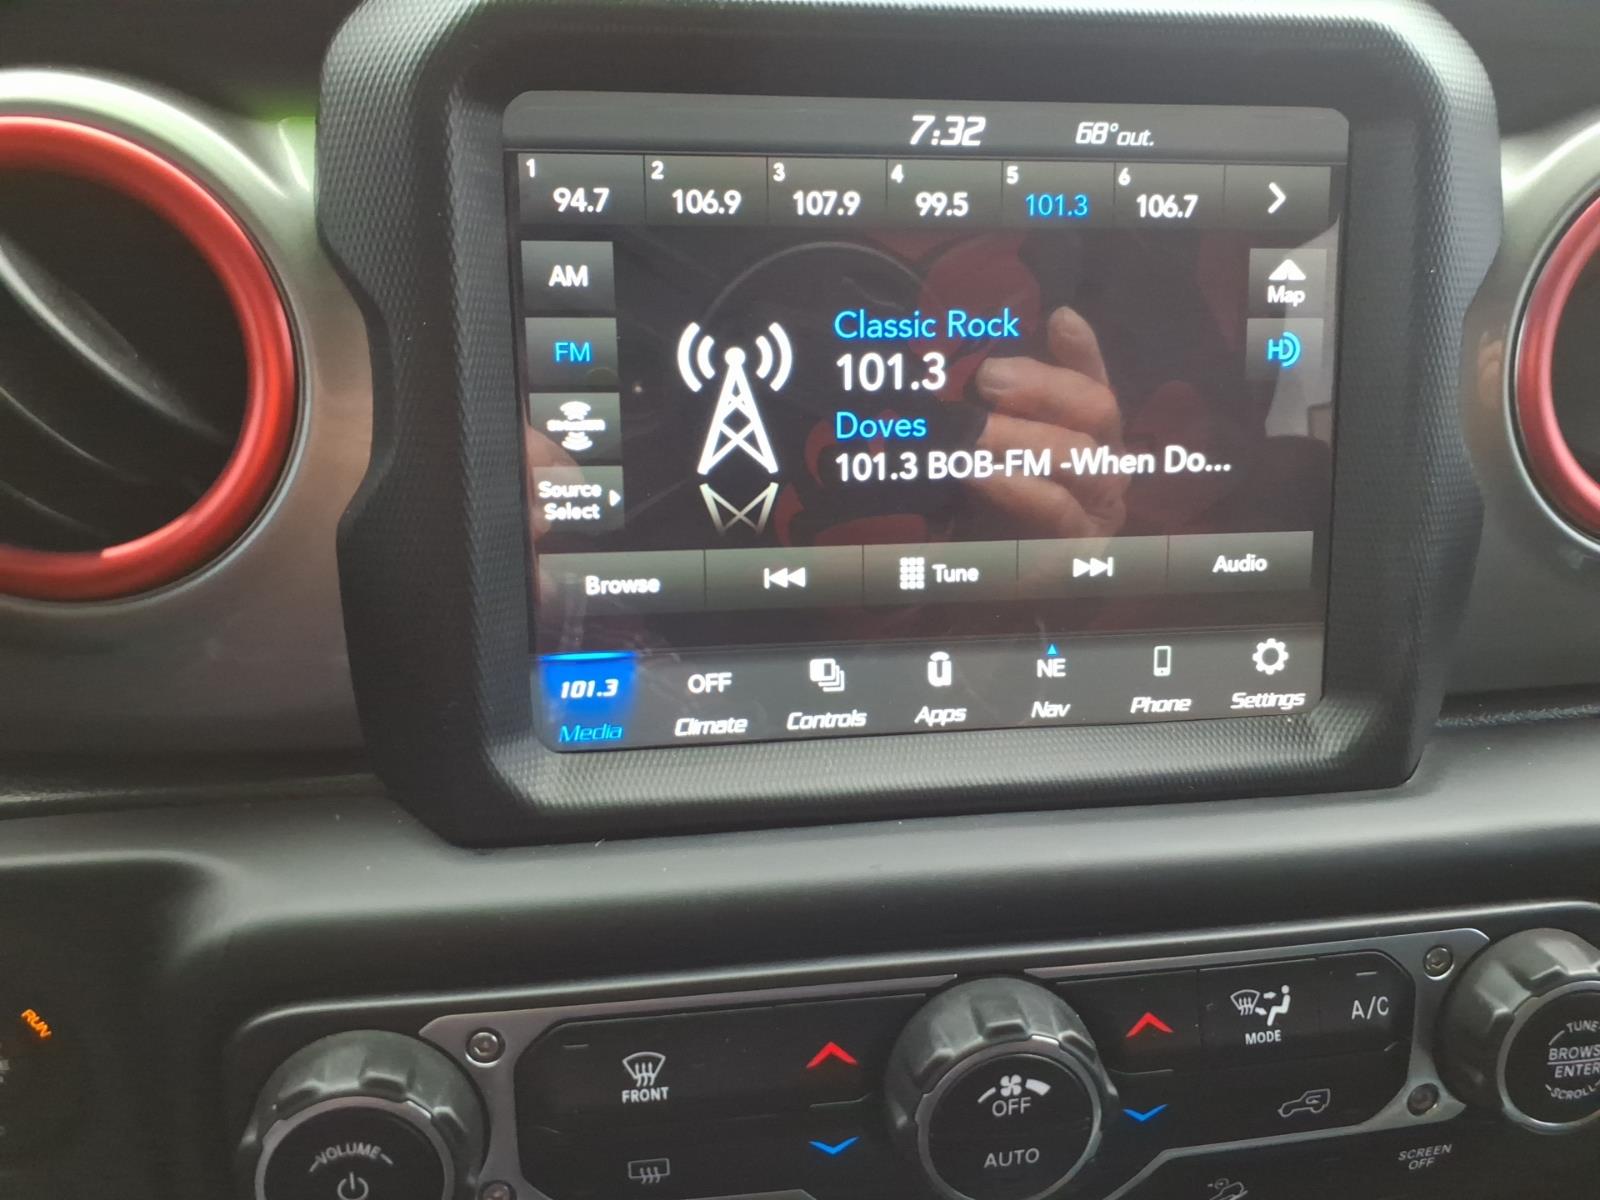 7:32 68° out.
1 2 3 4 5 6
94.7 106.9 107.9 99.5 101.3 106.7
AM
FM
Source
Select
Classic Rock
101.3
Doves
101.3 BOB-FM -When Do...
Map
HD
Browse Tune Audio
101.3 OFF NE
Media Climate Controls Apps Nav Phone Settings
RUN
FRONT
MODE
A/C
OFF
AUTO
VOLUME
TUNE
BROWS
ENTER
SCROLL
SCREEN
OFF